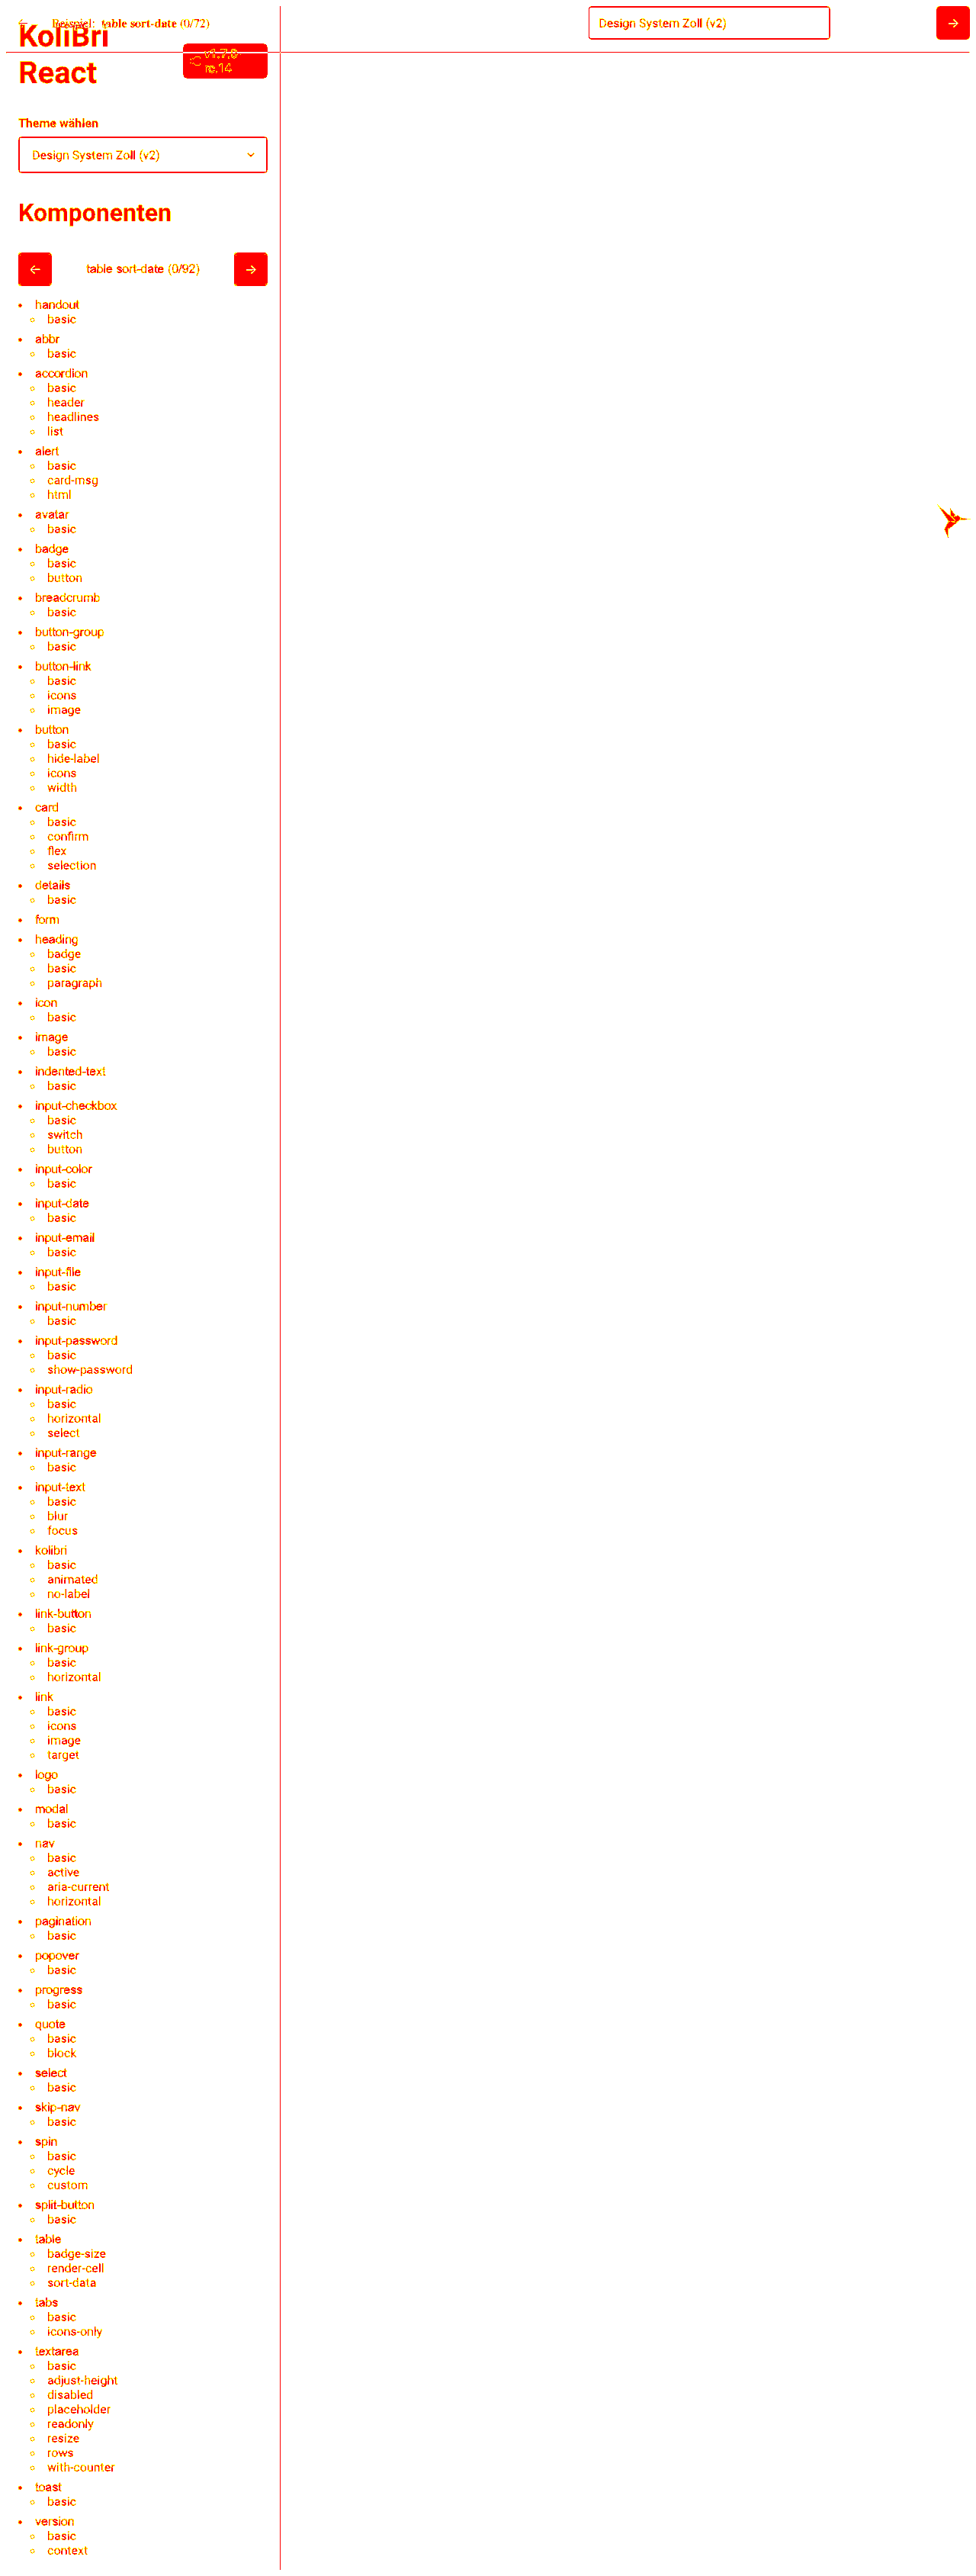 Beispiel: table sort-date (0/72)
Design System Zoll (v2)
KoliBri
React
v1.7.0-
rc.14
Theme wählen
Design System Zoll (v2)
Komponenten
table sort-date (0/92)
handout
basic
abbr
basic
accordion
basic
header
headlines
list
alert
basic
card-msg
html
avatar
basic
badge
basic
button
breadcrumb
basic
button-group
basic
button-link
basic
icons
image
button
basic
hide-label
icons
width
card
basic
confirm
flex
selection
details
basic
form
heading
badge
basic
paragraph
icon
basic
image
basic
indented-text
basic
input-checkbox
basic
switch
button
input-color
basic
input-date
basic
input-email
basic
input-file
basic
input-number
basic
input-password
basic
show-password
input-radio
basic
horizontal
select
input-range
basic
input-text
basic
blur
focus
kolibri
basic
animated
no-label
link-button
basic
link-group
basic
horizontal
link
basic
icons
image
target
logo
basic
modal
basic
nav
basic
active
aria-current
horizontal
pagination
basic
popover
basic
progress
basic
quote
basic
block
select
basic
skip-nav
basic
spin
basic
cycle
custom
split-button
basic
table
badge-size
render-cell
sort-data
tabs
basic
icons-only
textarea
basic
adjust-height
disabled
placeholder
readonly
resize
rows
with-counter
toast
basic
version
basic
context